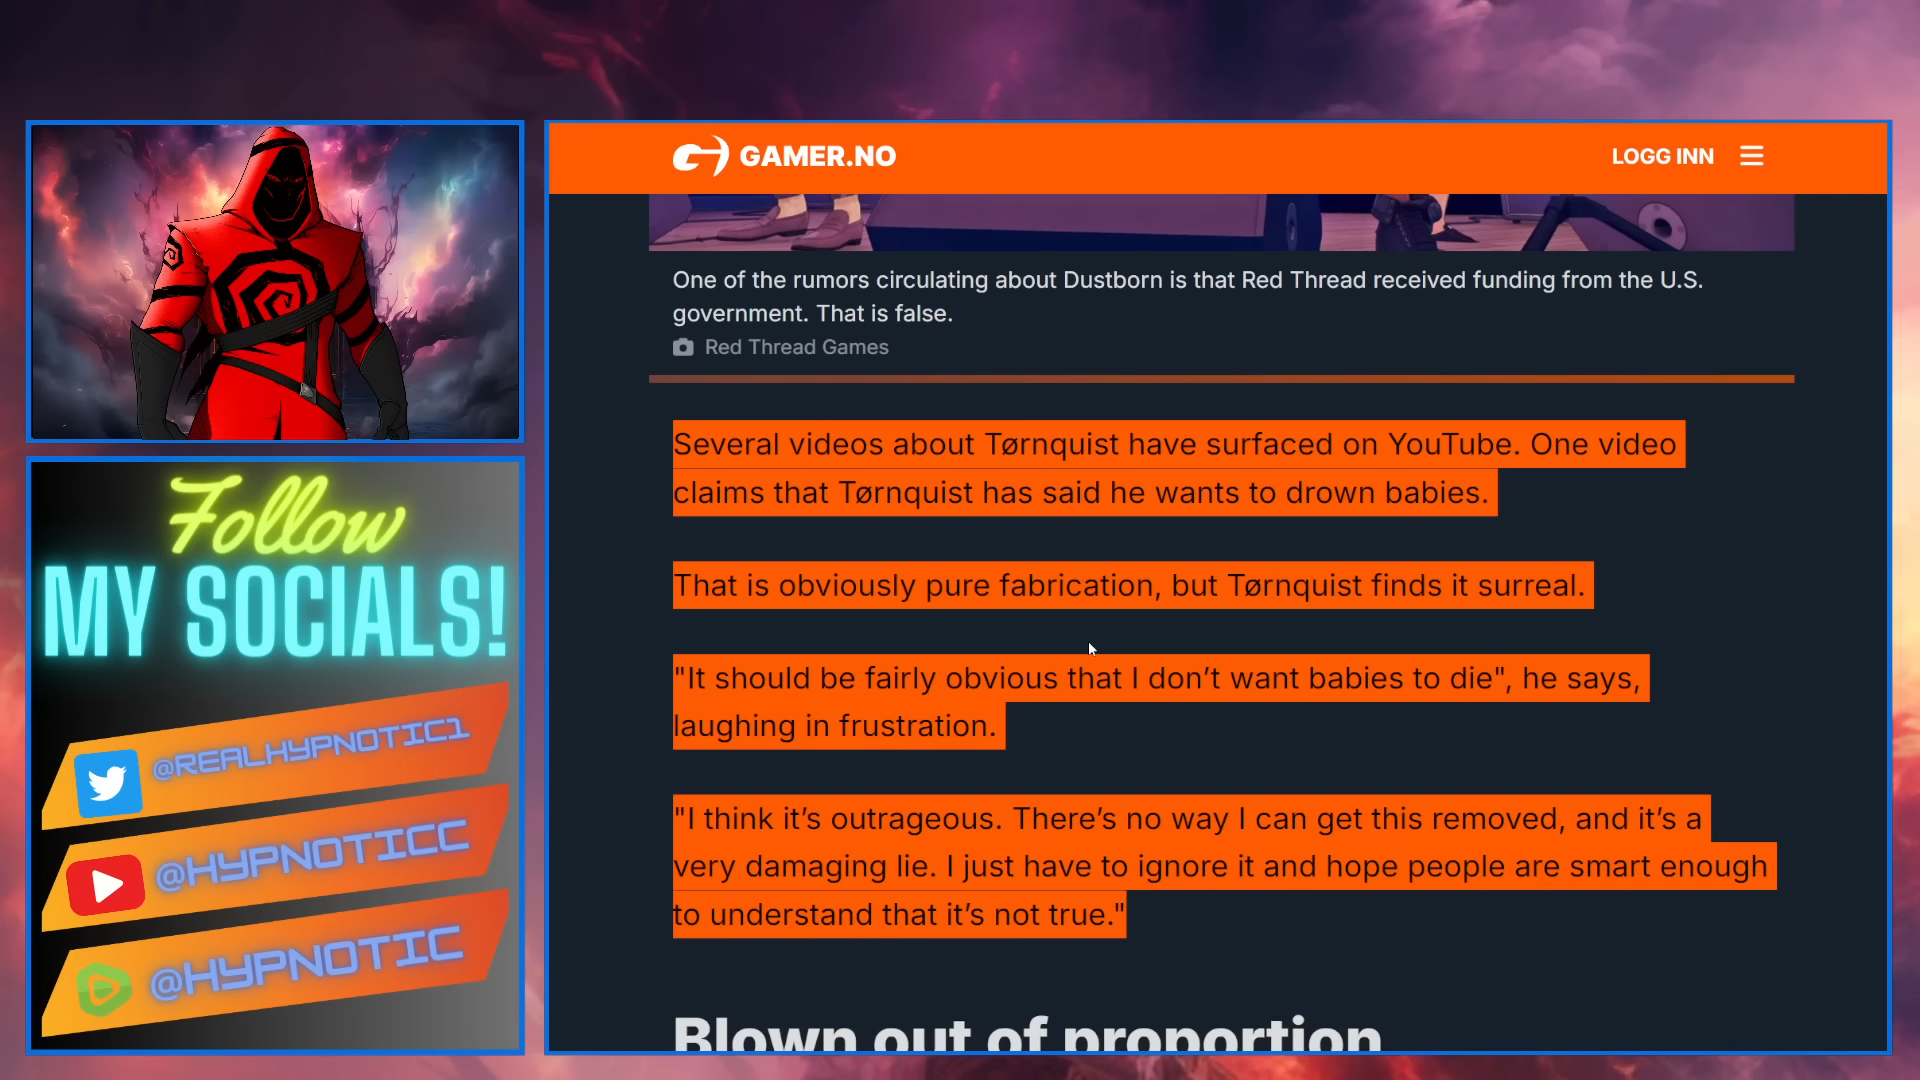 GAMER.NO
LOGG INN
One of the rumors circulating about Dustborn is that Red Thread received funding from the U.S.
government. That is false.
Red Thread Games
Several videos about Tørnquist have surfaced on YouTube. One video
claims that Tørnquist has said he wants to drown babies.
That is obviously pure fabrication, but Tørnquist finds it surreal.
"It should be fairly obvious that I don’t want babies to die", he says,
laughing in frustration.
"I think it’s outrageous. There’s no way I can get this removed, and it’s a
very damaging lie. I just have to ignore it and hope people are smart enough
to understand that it’s not true."
Blown out of proportion
Follow
MY SOCIALS!
@REALHYPNOTIC1
@HYPNOTICC
@HYPNOTIC